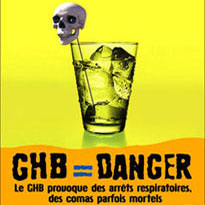 GHB = DANGER
Le GHB provoque des arrêts respiratoires,
des comas parfois mortels